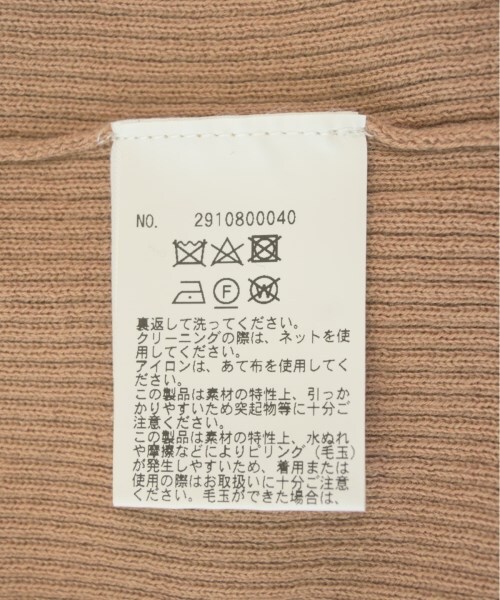 NO. 2910800040
F W
裏返して洗ってください。
クリーニングの際は、ネットを使
用してください。
アイロンは、あて布を使用してく
ださい。
この製品は素材の特性上、引っか
かりやすいため突起物等に十分ご
注意ください。
この製品は素材の特性上、水ぬれ
や摩擦などによりピリング(毛玉)
が発生しやすいため、着用または
使用の際はお取扱いに十分ご注意
ください。毛玉ができた場合は、